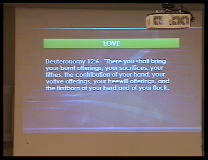 LOVE
Deuteronomy 12:6 "There you shall bring
your burnt offerings, your sacrifices, your
tithes, the contribution of your hand, your
votive offerings, your freewill offerings, and
the firstborn of your herd and of your flock.